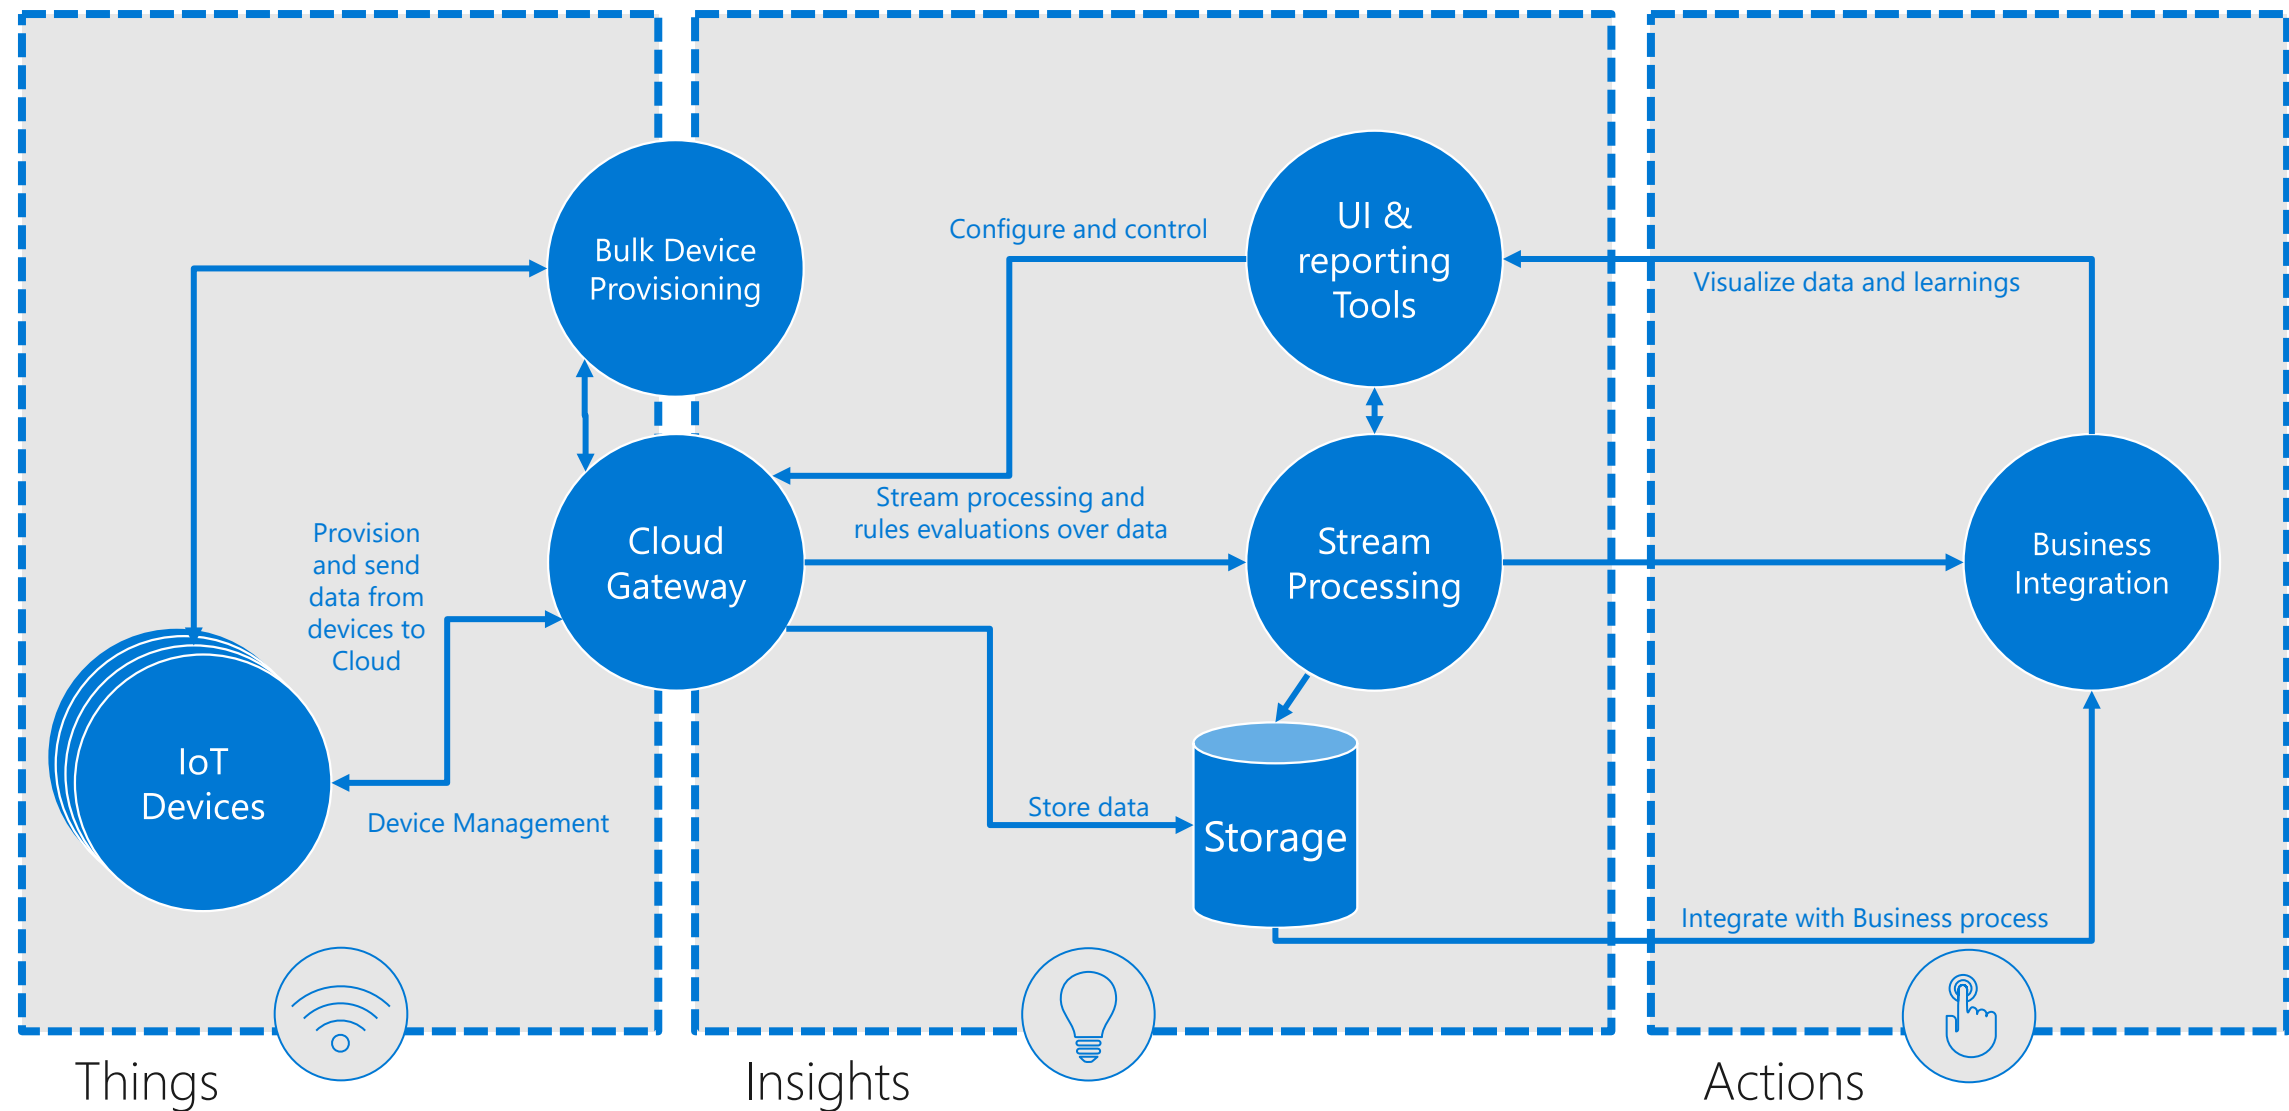 Bulk Device
Provisioning
Configure and control
UI &
reporting
Tools
Visualize data and learnings
Provision
and send
data from
devices to
Cloud
Cloud
Gateway
Stream processing and
rules evaluations over data
Stream
Processing
Business
Integration
IoT
Devices
Device Management
Store data
Storage
Integrate with Business process
Things
Insights
Actions